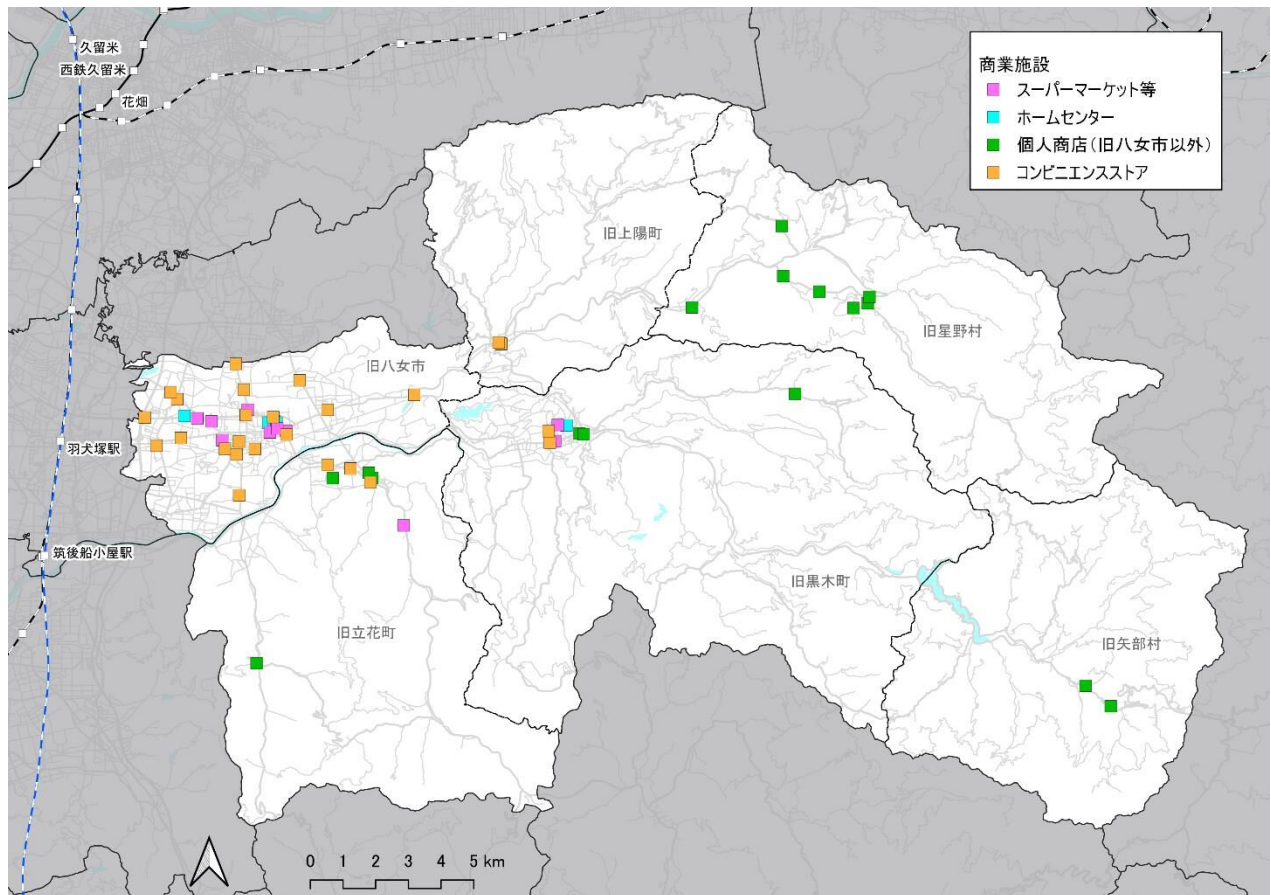 久留米
西鉄久留米
花畑
商業施設
スーパーマーケット等
ホームセンター
個人商店(旧八女市以外)
コンビニエンスストア
旧上陽町
旧星野村
旧八女市
羽犬塚駅
筑後船小屋駅
旧黒木町
旧立花町
旧矢部村
0 1 2 3 4 5 km